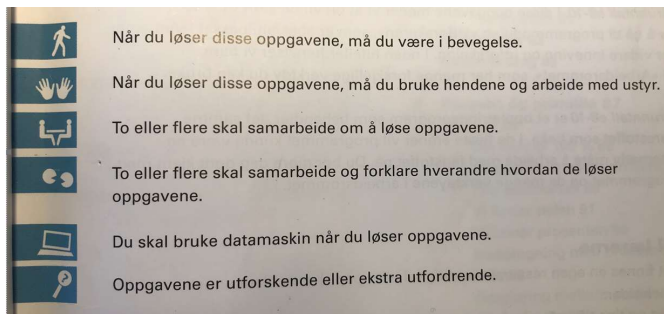 Når du løser disse oppgavene, må du være i bevegelse.
Når du løser disse oppgavene, må du bruke hendene og arbeide med ustyr.
To eller flere skal samarbeide om å løse oppgavene.
To eller flere skal samarbeide og forklare hverandre hvordan de løser
oppgavene.
Du skal bruke datamaskin når du løser oppgavene.
Oppgavene er utforskende eller ekstra utfordrende.